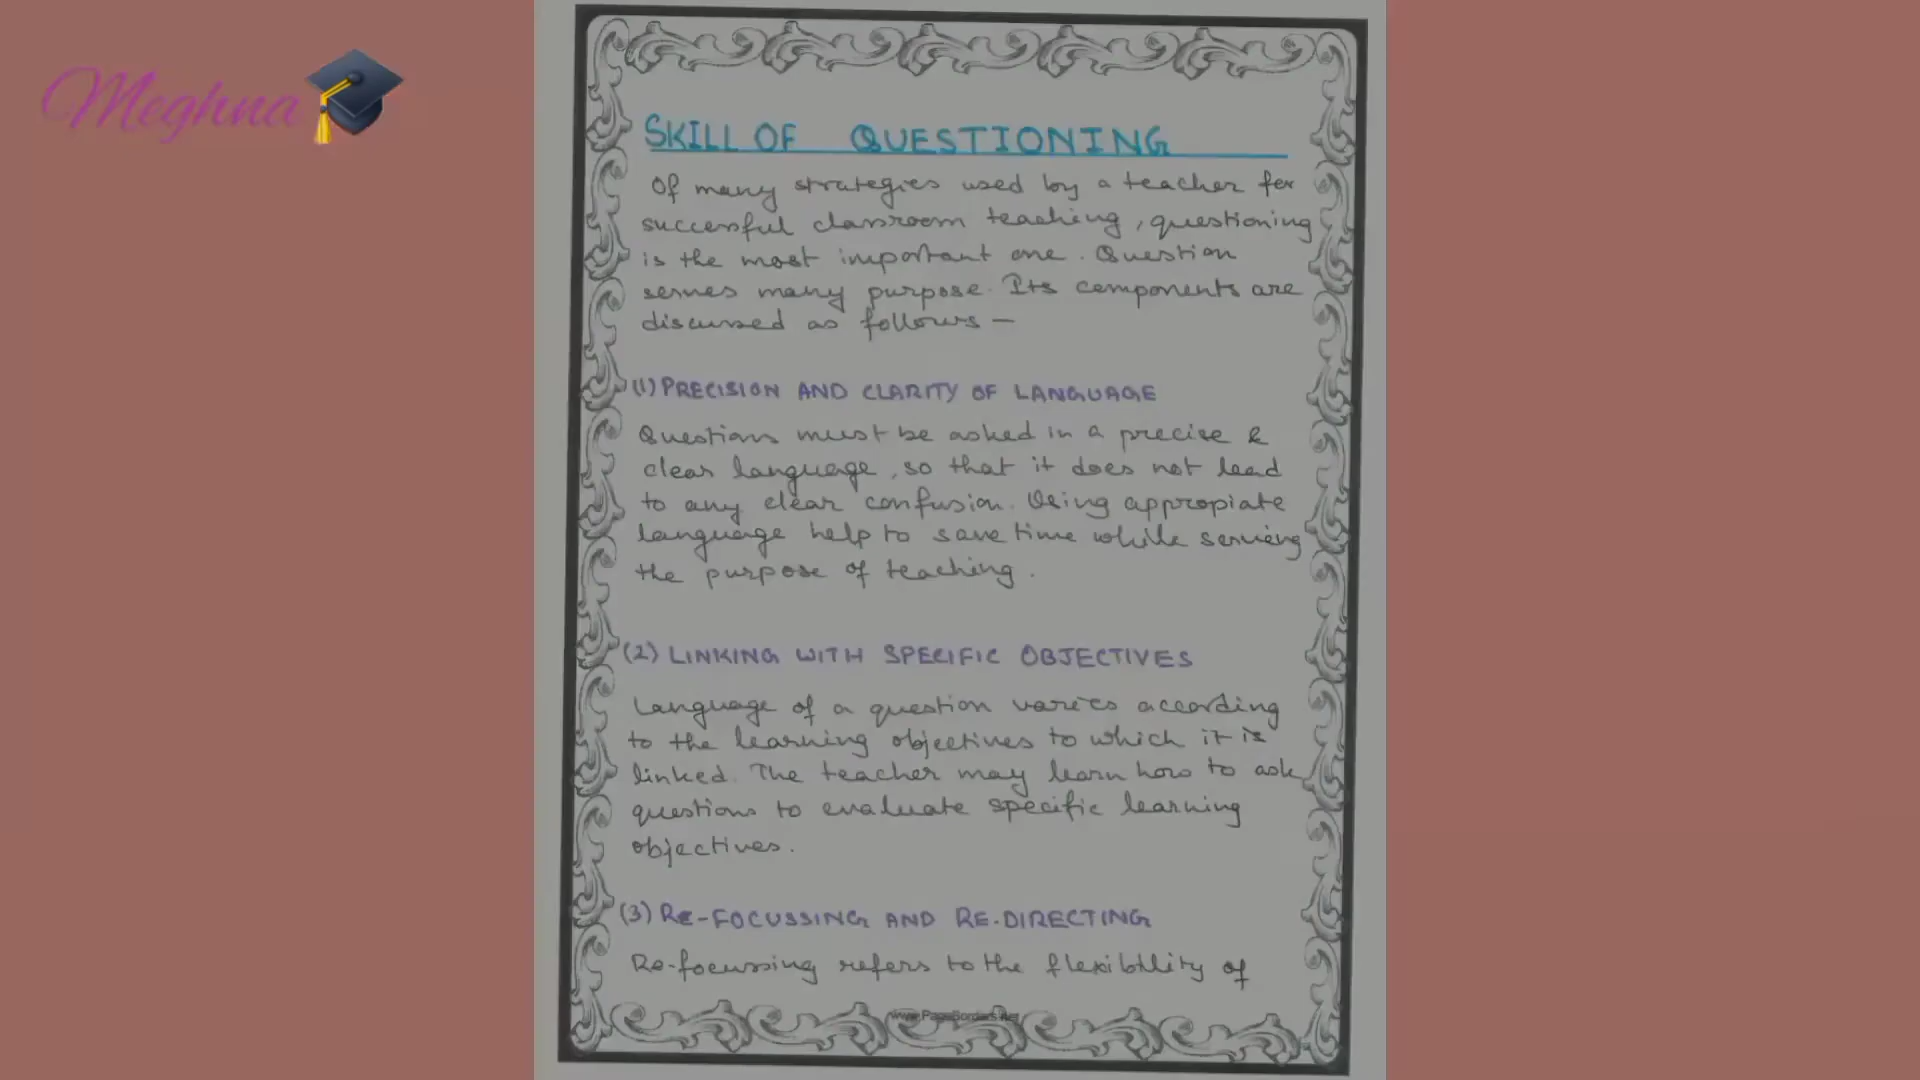 Meghna
SKILL OF QUESTIONING
Of many strategies used by a teacher for
successful classroom teaching, questioning
is the most important one. Question
serves many purpose. Its components are
discussed as follows —
(1) PRECISION AND CLARITY OF LANGUAGE
Questions must be asked in a precise &
clear language, so that it does not lead
to any clear confusion. Using appropiate
language help to save time while serving
the purpose of teaching.
(2) LINKING WITH SPECIFIC OBJECTIVES
Language of a question varies according
to the learning objectives to which it is
linked. The teacher may learn how to ask
questions to evaluate specific learning
objectives.
(3) RE-FOCUSSING AND RE-DIRECTING
Re-focussing refers to the flexibility of
www.PageBorders.net